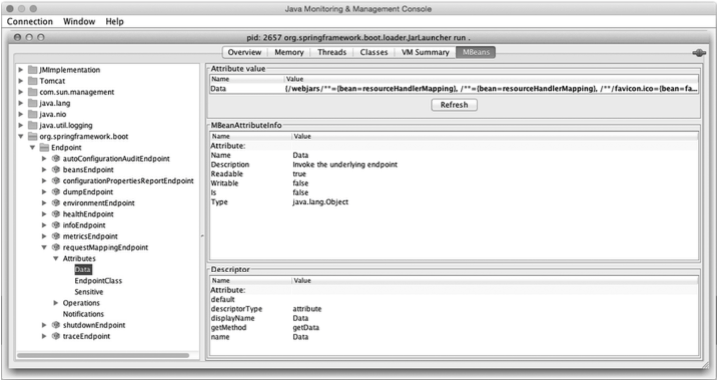 Java Monitoring & Management Console
Connection Window Help
pid: 2657 org.springframework.boot.loader.JarLauncher run .
Overview Memory Threads Classes VM Summary MBeans
JMImplementation
Tomcat
com.sun.management
java.lang
java.nio
java.util.logging
org.springframework.boot
Endpoint
autoConfigurationAuditEndpoint
beansEndpoint
configurationPropertiesReportEndpoint
dumpEndpoint
environmentEndpoint
healthEndpoint
infoEndpoint
metricsEndpoint
requestMappingEndpoint
Attributes
Data
EndpointClass
Sensitive
Operations
Notifications
shutdownEndpoint
traceEndpoint
Attribute value
Name Value
Data {/webjars/**={bean=resourceHandlerMapping}, /**={bean=resourceHandlerMapping}, /**/favicon.ico={bean=fa...
Refresh
MBeanAttributeInfo
Name Value
Attribute:
Name Data
Description Invoke the underlying endpoint
Readable true
Writable false
Is false
Type java.lang.Object
Descriptor
Name Value
Attribute:
default
descriptorType attribute
displayName Data
getMethod getData
name Data